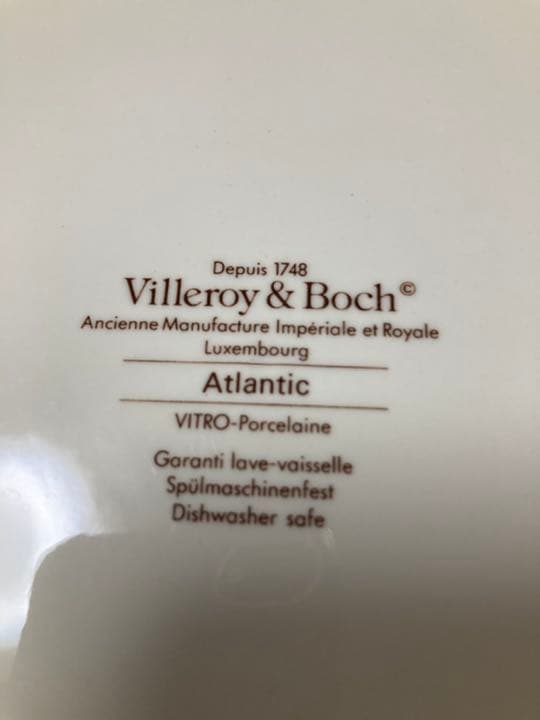 Depuis 1748
Villeroy & Boch©
Ancienne Manufacture Impériale et Royale
Luxembourg
Atlantic
VITRO-Porcelaine
Garanti lave-vaisselle
Spülmaschinenfest
Dishwasher safe